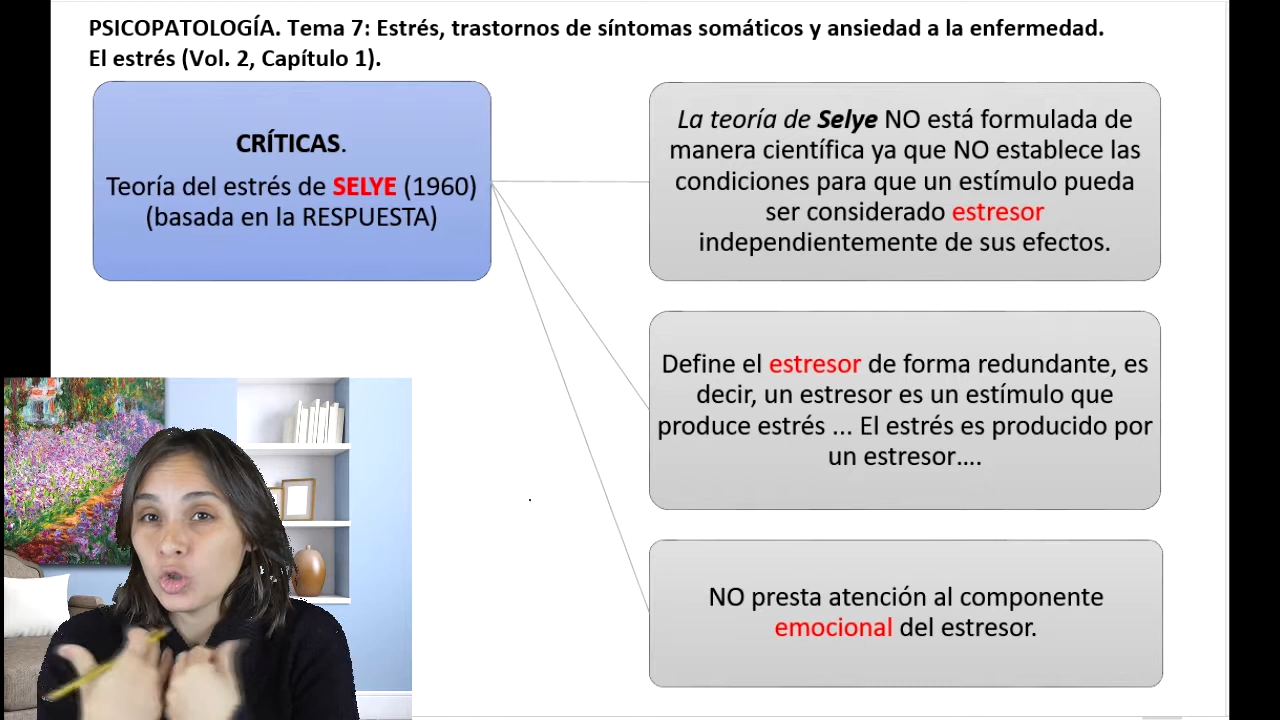 PSICOPATOLOGÍA. Tema 7: Estrés, trastornos de síntomas somáticos y ansiedad a la enfermedad.
El estrés (Vol. 2, Capítulo 1).
CRÍTICAS.
Teoría del estrés de SELYE (1960)
(basada en la RESPUESTA)
La teoría de Selye NO está formulada de
manera científica ya que NO establece las
condiciones para que un estímulo pueda
ser considerado estresor
independientemente de sus efectos.
Define el estresor de forma redundante, es
decir, un estresor es un estímulo que
produce estrés ... El estrés es producido por
un estresor....
NO presta atención al componente
emocional del estresor.